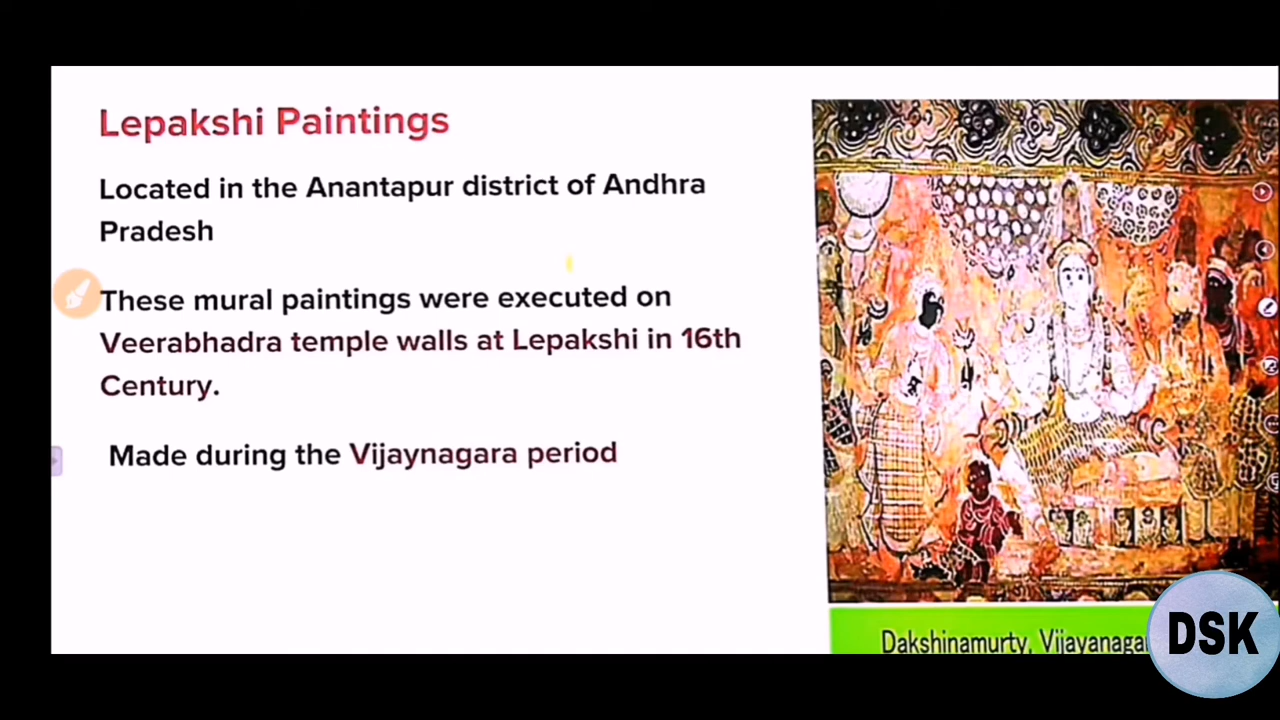 Lepakshi Paintings
Located in the Anantapur district of Andhra
Pradesh
These mural paintings were executed on
Veerabhadra temple walls at Lepakshi in 16th
Century.
Made during the Vijaynagara period
Dakshinamurty,
DSK